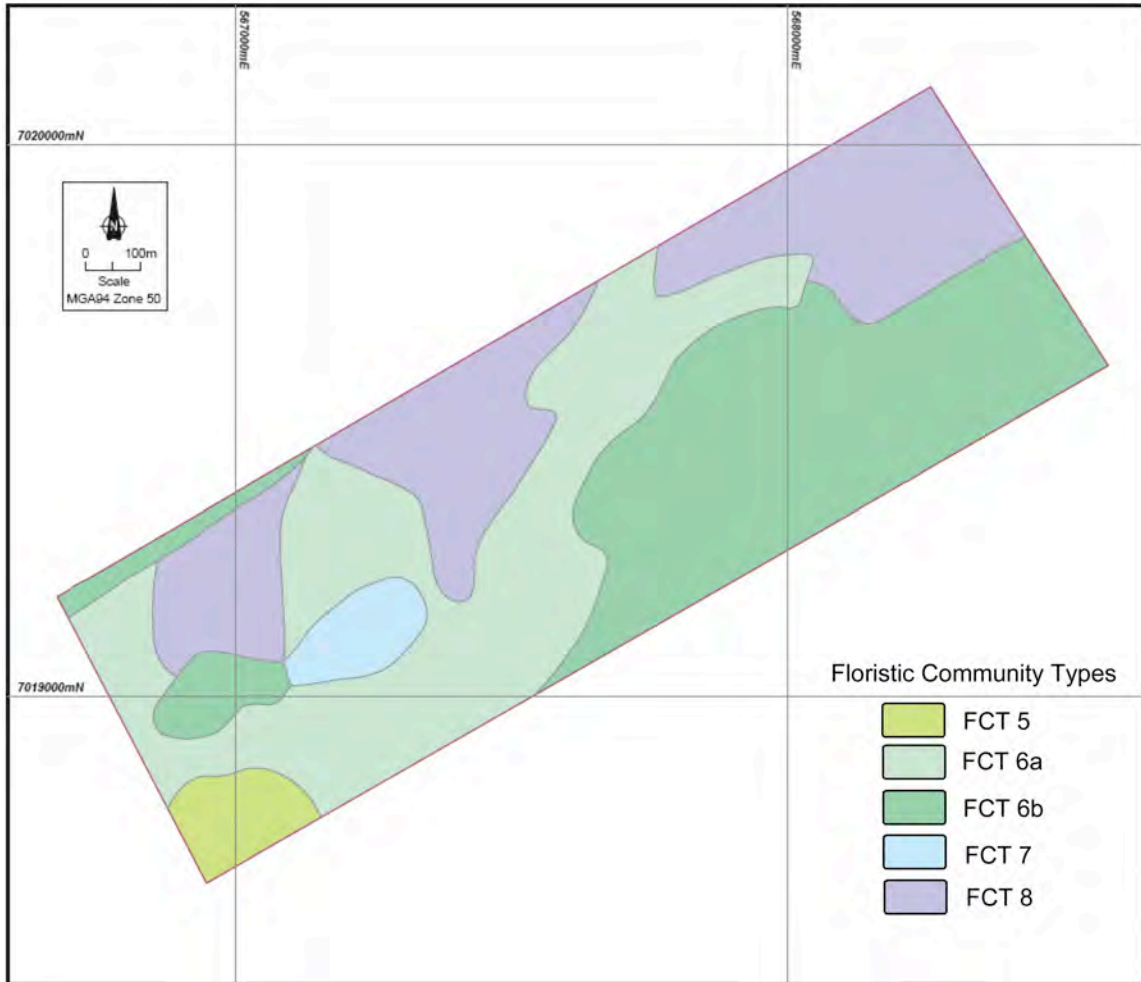 567000mE
568000mE
7020000mN
N
0 100m
Scale
MGA94 Zone 50
7019000mN
Floristic Community Types
FCT 5
FCT 6a
FCT 6b
FCT 7
FCT 8